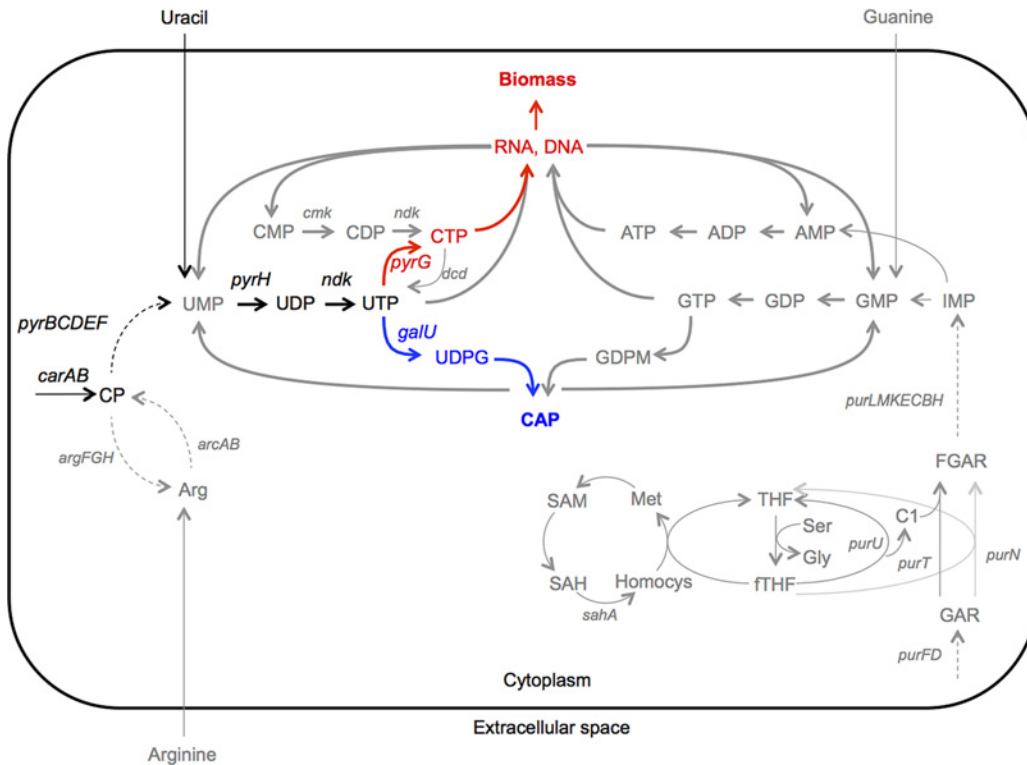 Uracil
Guanine
Biomass
RNA, DNA
cmk
ndk
CMP
CDP
CTP
ATP
ADP
AMP
pyrG
dcd
pyrH
ndk
UMP
UDP
UTP
GTP
GDP
GMP
IMP
pyrBCDEF
galU
UDPG
GDPM
carAB
CP
CAP
purLMKECBH
argFGH
arcAB
Arg
FGAR
SAM
Met
THF
C1
Ser
purU
Gly
purT
purN
SAH
Homocys
fTHF
sahA
GAR
purFD
Cytoplasm
Extracellular space
Arginine